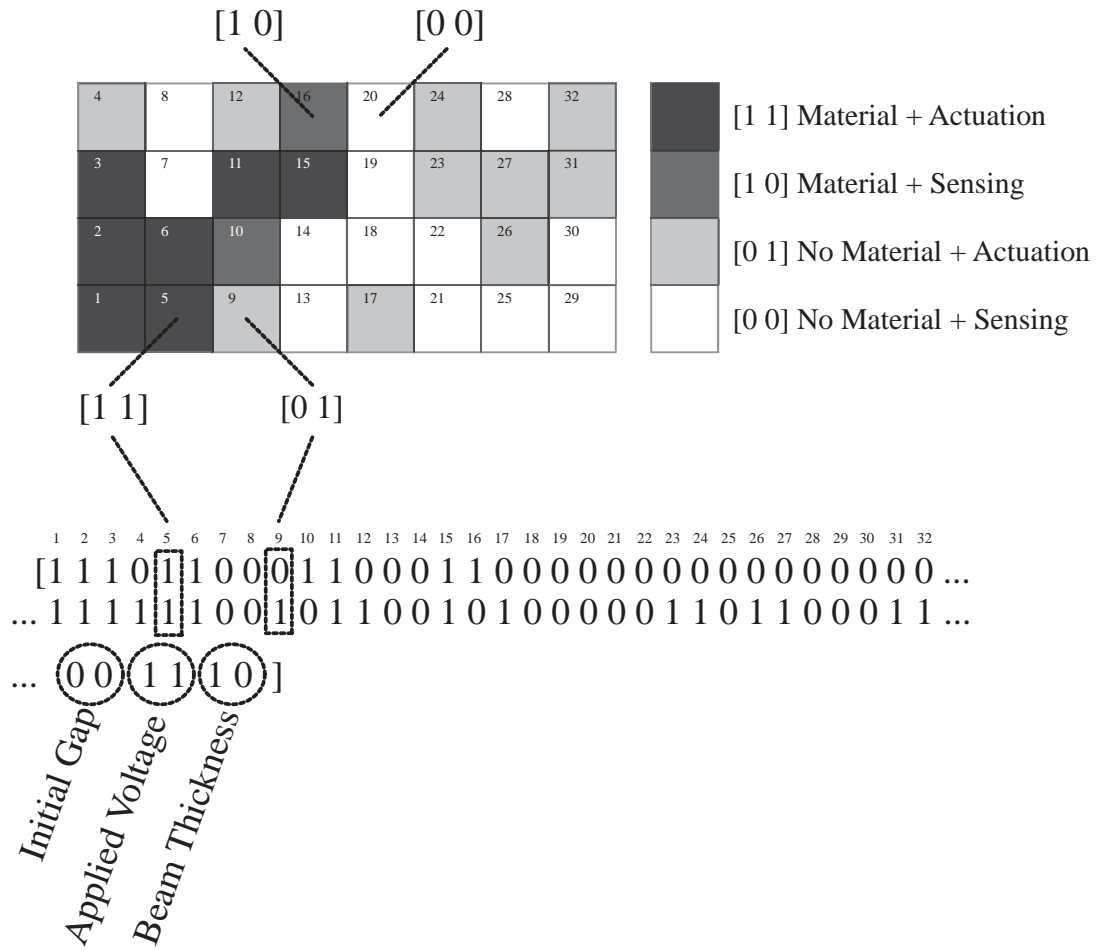 [1 0] [0 0]
4 8 12 16 20 24 28 32
[1 1] Material + Actuation
3 7 11 15 19 23 27 31
[1 0] Material + Sensing
2 6 10 14 18 22 26 30
[0 1] No Material + Actuation
1 5 9 13 17 21 25 29
[0 0] No Material + Sensing
[1 1] [0 1]
1 2 3 4 5 6 7 8 9 10 11 12 13 14 15 16 17 18 19 20 21 22 23 24 25 26 27 28 29 30 31 32
[1 1 1 0 1 1 0 0 0 1 1 0 0 0 1 1 0 0 0 0 0 0 0 0 0 0 0 0 0 0 0 0 ...
... 1 1 1 1 1 1 0 0 1 0 1 1 0 0 1 0 1 0 0 0 0 0 1 1 0 1 1 0 0 0 1 1 ...
... 0 0 1 1 1 0 ]
Initial Gap
Applied Voltage
Beam Thickness